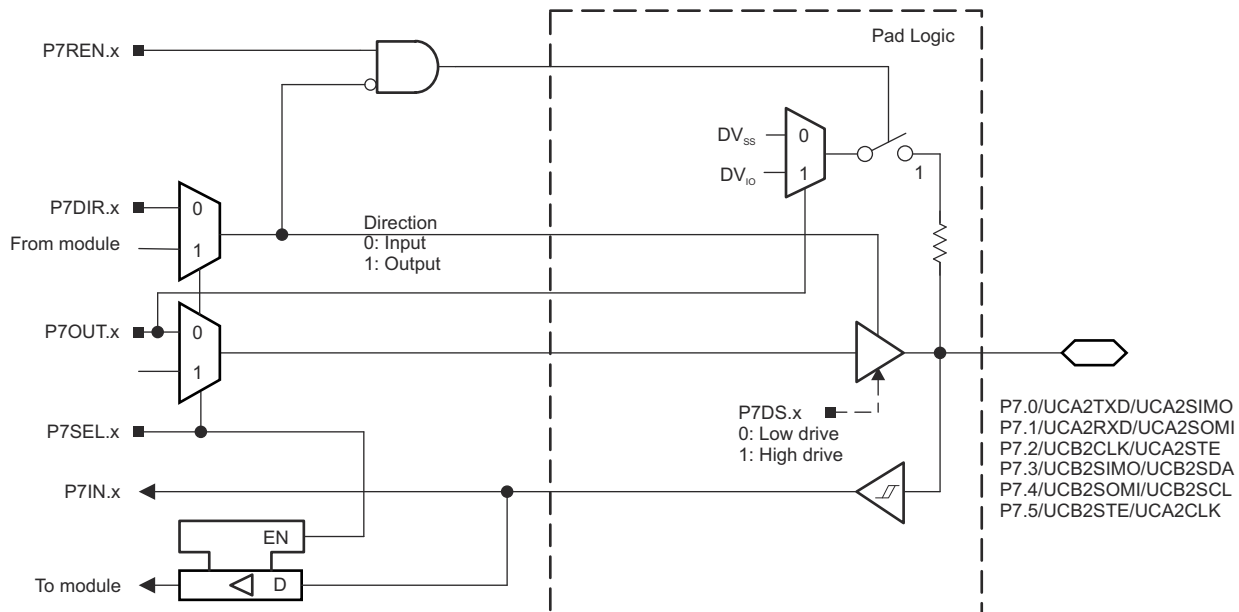 Pad Logic
P7REN.x
DVSS
0
DVIO
1
1
P7DIR.x
0
From module
1
Direction
0: Input
1: Output
P7OUT.x
0
1
P7DS.x
0: Low drive
1: High drive
P7SEL.x
P7IN.x
EN
To module
D
P7.0/UCA2TXD/UCA2SIMO
P7.1/UCA2RXD/UCA2SOMI
P7.2/UCB2CLK/UCA2STE
P7.3/UCB2SIMO/UCB2SDA
P7.4/UCB2SOMI/UCB2SCL
P7.5/UCB2STE/UCA2CLK